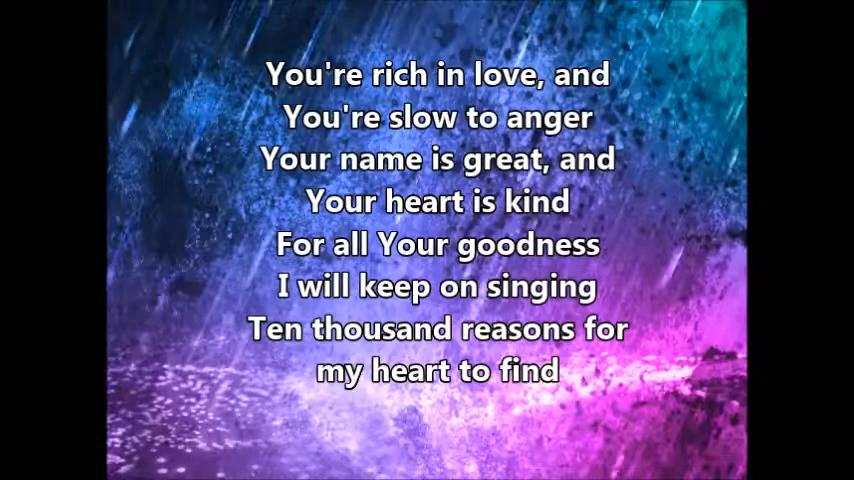 You're rich in love, and
You're slow to anger
Your name is great, and
Your heart is kind
For all Your goodness
I will keep on singing
Ten thousand reasons for
my heart to find